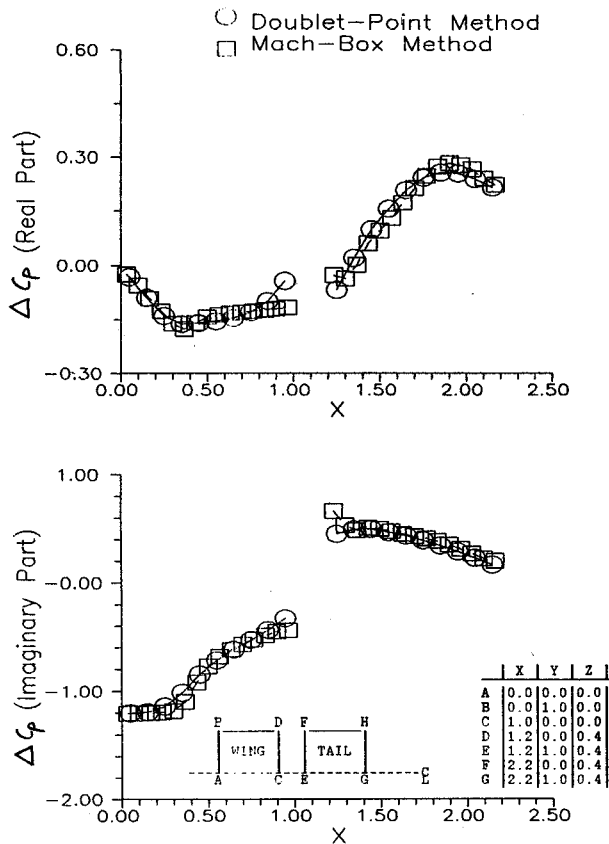 Doublet-Point Method
Mach-Box Method
0.60
0.30
0.00
-0.30
ΔCp (Real Part)
0.00 0.50 1.00 1.50 2.00 2.50
X
1.00
-0.00
-1.00
-2.00
ΔCp (Imaginary Part)
P D F H
WING TAIL
A C E G CL
X Y Z
A 0.0 0.0 0.0
B 0.0 1.0 0.0
C 1.0 0.0 0.0
D 1.2 0.0 0.4
E 1.2 1.0 0.4
F 2.2 0.0 0.4
G 2.2 1.0 0.4
0.00 0.50 1.00 1.50 2.00 2.50
X